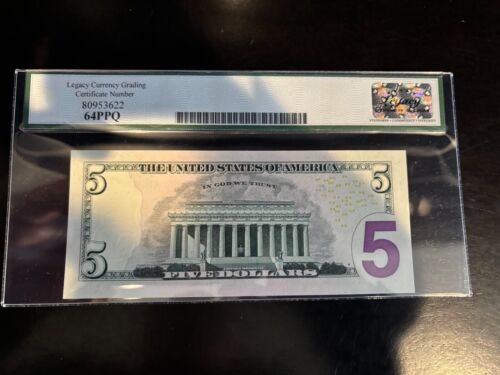 Legacy Currency Grading
Certificate Number
80953622
64PPQ
Legacy
THE UNITED STATES OF AMERICA
5
5
IN GOD WE TRUST
5
5
FIVE DOLLARS